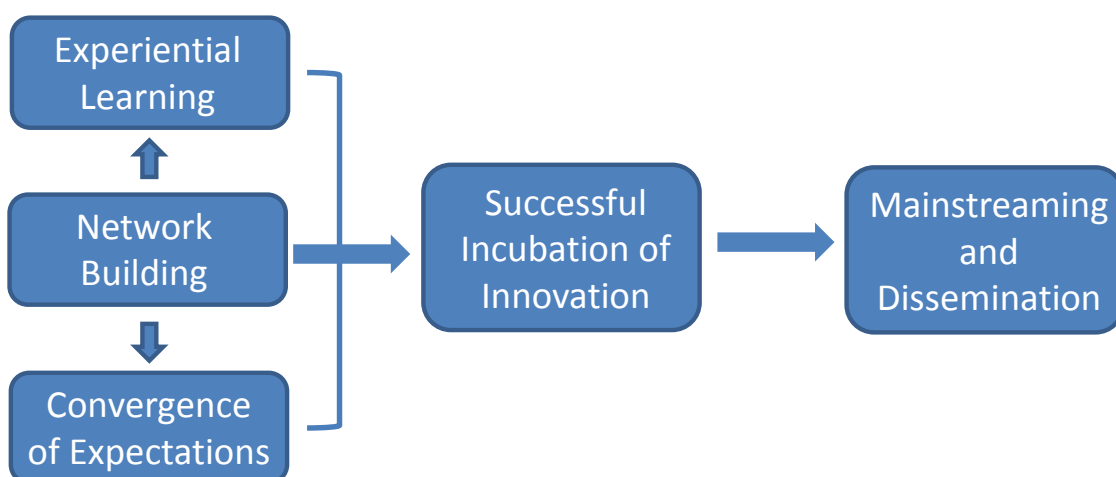 Experiential
Learning
Network
Building
Convergence
of Expectations
Successful
Incubation of
Innovation
Mainstreaming
and
Dissemination